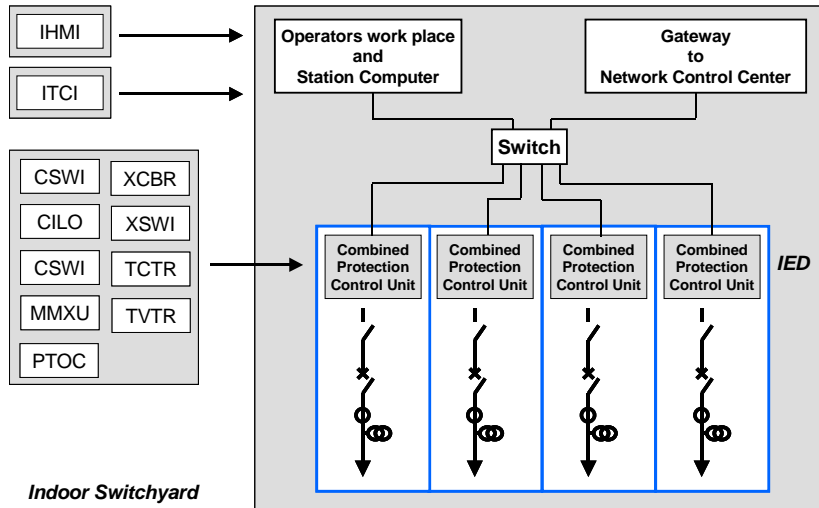 IHMI
ITCI
CSWI
XCBR
CILO
XSWI
CSWI
TCTR
MMXU
TVTR
PTOC
Indoor Switchyard
Operators work place
and
Station Computer
Gateway
to
Network Control Center
Switch
Combined
Protection
Control Unit
Combined
Protection
Control Unit
Combined
Protection
Control Unit
Combined
Protection
Control Unit
IED